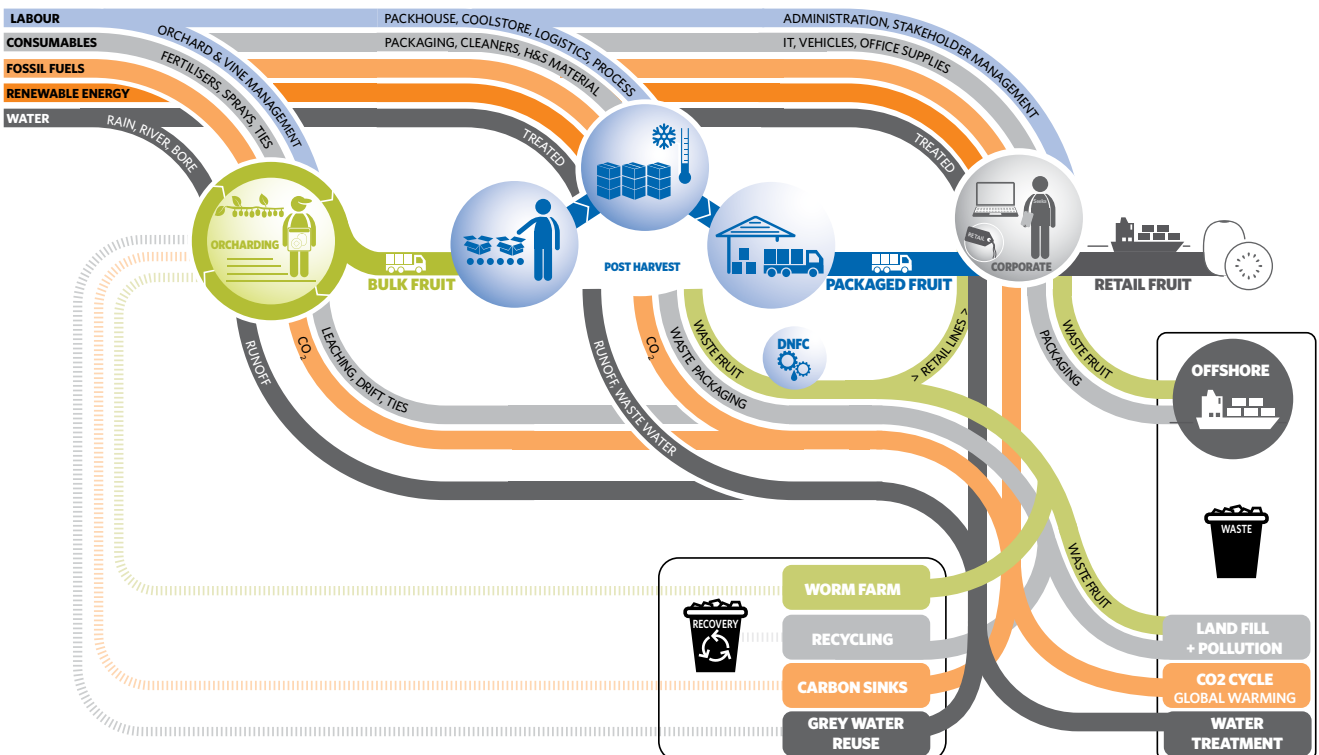 LABOUR
ORCHARD & VINE MANAGEMENT
PACKHOUSE, COOLSTORE, LOGISTICS, PROCESS
ADMINISTRATION, STAKEHOLDER MANAGEMENT
CONSUMABLES
FERTILISERS, SPRAYS, TIES
PACKAGING, CLEANERS, H&S MATERIAL
IT, VEHICLES, OFFICE SUPPLIES
FOSSIL FUELS
RENEWABLE ENERGY
WATER
RAIN, RIVER, BORE
TREATED
TREATED
ORCHARDING
BULK FRUIT
POST HARVEST
PACKAGED FRUIT
RETAIL
CORPORATE
RETAIL FRUIT
RUNOFF
CO2
LEACHING, DRIFT, TIES
RUNOFF, WASTE WATER
CO2
WASTE PACKAGING
WASTE FRUIT
DNFC
> RETAIL LINES >
PACKAGING
WASTE FRUIT
OFFSHORE
WASTE
WASTE FRUIT
RECOVERY
WORM FARM
RECYCLING
CARBON SINKS
GREY WATER
REUSE
LAND FILL
+ POLLUTION
CO2 CYCLE
GLOBAL WARMING
WATER
TREATMENT